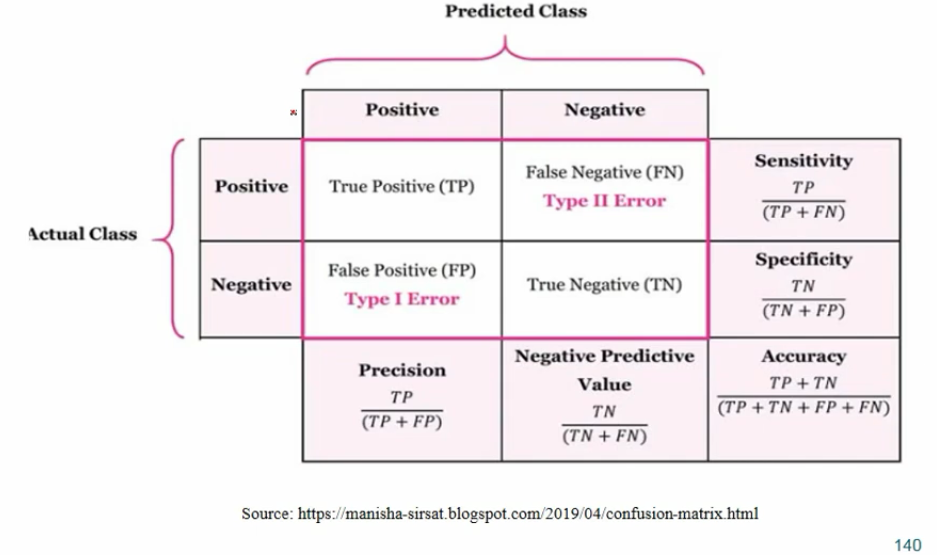 Predicted Class
Positive Negative
Positive True Positive (TP) False Negative (FN) Type II Error Sensitivity TP / (TP + FN)
Actual Class
Negative False Positive (FP) Type I Error True Negative (TN) Specificity TN / (TN + FP)
Precision TP / (TP + FP) Negative Predictive Value TN / (TN + FN) Accuracy TP + TN / (TP + TN + FP + FN)
Source: https://manisha-sirsat.blogspot.com/2019/04/confusion-matrix.html
140